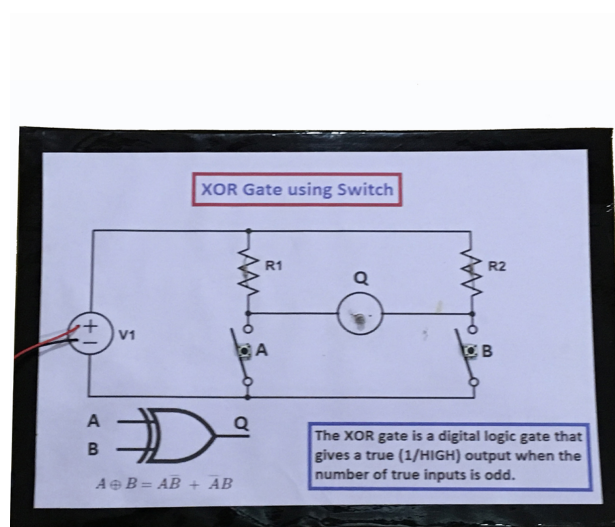 XOR Gate using Switch
R1
R2
Q
+
−
V1
A
B
A
B
Q
A ⊕ B = AB̅ + A̅B
The XOR gate is a digital logic gate that
gives a true (1/HIGH) output when the
number of true inputs is odd.